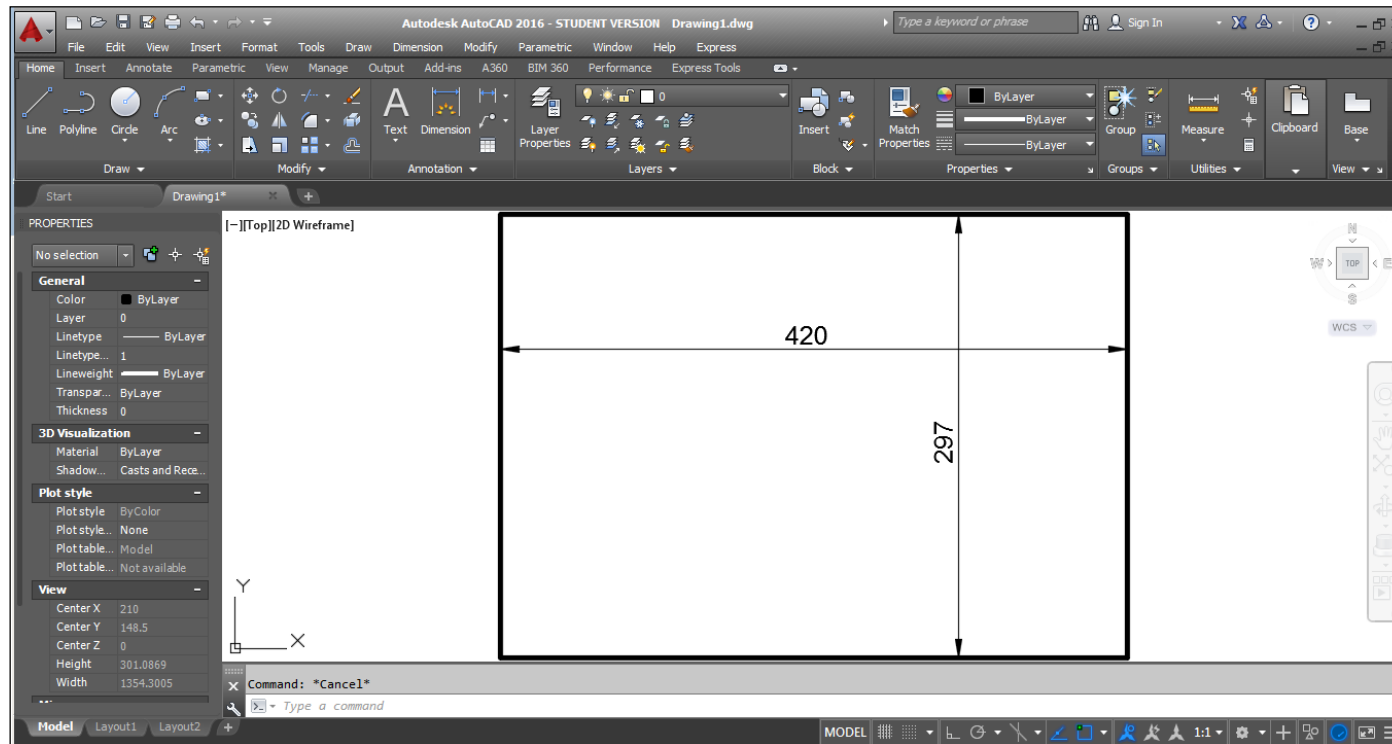 Autodesk AutoCAD 2016 - STUDENT VERSION Drawing1.dwg
Type a keyword or phrase
Sign In
File Edit View Insert Format Tools Draw Dimension Modify Parametric Window Help Express
Home Insert Annotate Parametric View Manage Output Add-ins A360 BIM 360 Performance Express Tools
Line Polyline Circle Arc
Text Dimension
Layer Properties
0
Insert
Match Properties
ByLayer
ByLayer
ByLayer
Group
Measure
Clipboard
Base
Draw Modify Annotation Layers Block Properties Groups Utilities View
Start Drawing1*
PROPERTIES
[−][Top][2D Wireframe]
No selection
General
Color ByLayer
Layer 0
Linetype ByLayer
Linetype... 1
Lineweight ByLayer
Transpar... ByLayer
Thickness 0
3D Visualization
Material ByLayer
Shadow... Casts and Rece...
Plot style
Plot style ByColor
Plot style... None
Plot table... Model
Plot table... Not available
View
Center X 210
Center Y 148.5
Center Z 0
Height 301.0869
Width 1354.3005
420
297
N
W TOP E
S
WCS
Y
X
Command: *Cancel*
Type a command
Model Layout1 Layout2 +
MODEL 1:1